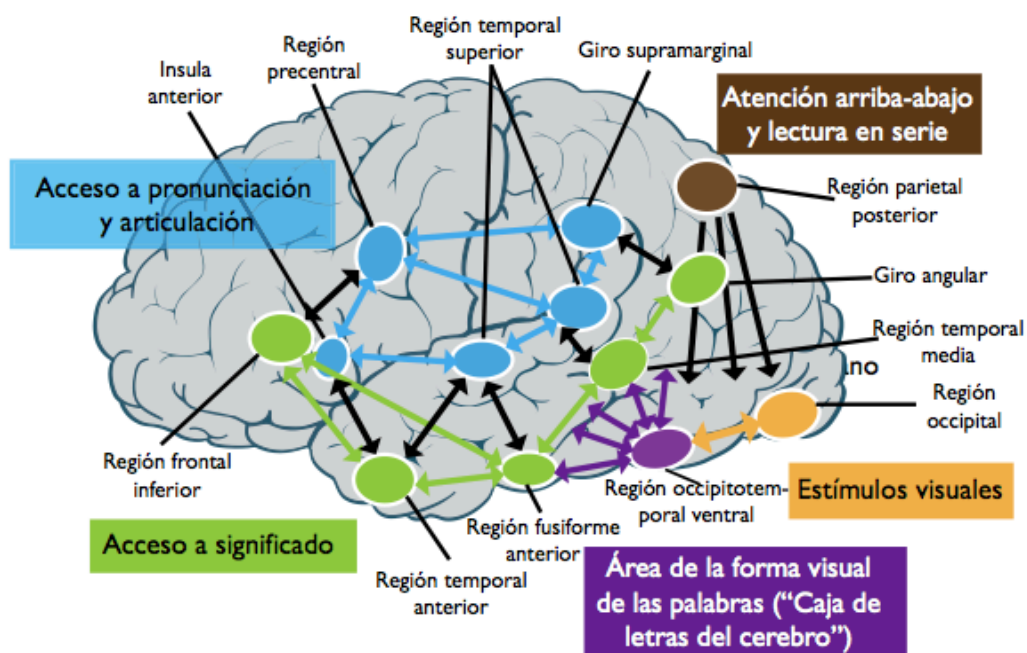 Región temporal
superior
Región
precentral
Giro supramarginal
Insula
anterior
Atención arriba-abajo
y lectura en serie
Acceso a pronunciación
y articulación
Región parietal
posterior
Giro angular
Región temporal
media
ano
Región
occipital
Región frontal
inferior
Región occipitotem-
poral ventral
Estímulos visuales
Acceso a significado
Región fusiforme
anterior
Región temporal
anterior
Área de la forma visual
de las palabras (“Caja de
letras del cerebro”)